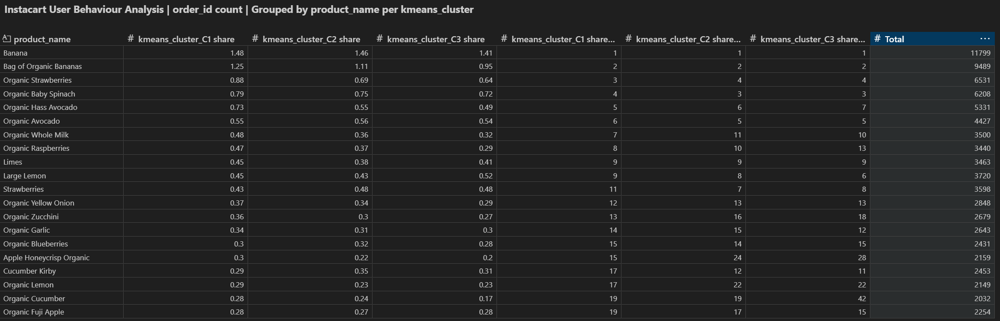 Instacart User Behaviour Analysis | order_id count | Grouped by product_name per kmeans_cluster
product_name # kmeans_cluster_C1 share # kmeans_cluster_C2 share # kmeans_cluster_C3 share # kmeans_cluster_C1 share... # kmeans_cluster_C2 share... # kmeans_cluster_C3 share... # Total ...
Banana 1.48 1.46 1.41 1 1 1 11799
Bag of Organic Bananas 1.25 1.11 0.95 2 2 2 9489
Organic Strawberries 0.88 0.69 0.64 3 4 4 6531
Organic Baby Spinach 0.79 0.75 0.72 4 3 3 6208
Organic Hass Avocado 0.73 0.55 0.49 5 6 7 5331
Organic Avocado 0.55 0.56 0.54 6 5 5 4427
Organic Whole Milk 0.48 0.36 0.32 7 11 10 3500
Organic Raspberries 0.47 0.37 0.29 8 10 13 3440
Limes 0.45 0.38 0.41 9 9 9 3463
Large Lemon 0.45 0.43 0.52 9 8 6 3720
Strawberries 0.43 0.48 0.48 11 7 8 3598
Organic Yellow Onion 0.37 0.34 0.29 12 13 13 2848
Organic Zucchini 0.36 0.3 0.27 13 16 18 2679
Organic Garlic 0.34 0.31 0.3 14 15 12 2643
Organic Blueberries 0.3 0.32 0.28 15 14 15 2431
Apple Honeycrisp Organic 0.3 0.22 0.2 15 24 28 2159
Cucumber Kirby 0.29 0.35 0.31 17 12 11 2453
Organic Lemon 0.29 0.23 0.23 17 22 22 2149
Organic Cucumber 0.28 0.24 0.17 19 19 42 2032
Organic Fuji Apple 0.28 0.27 0.28 19 17 15 2254